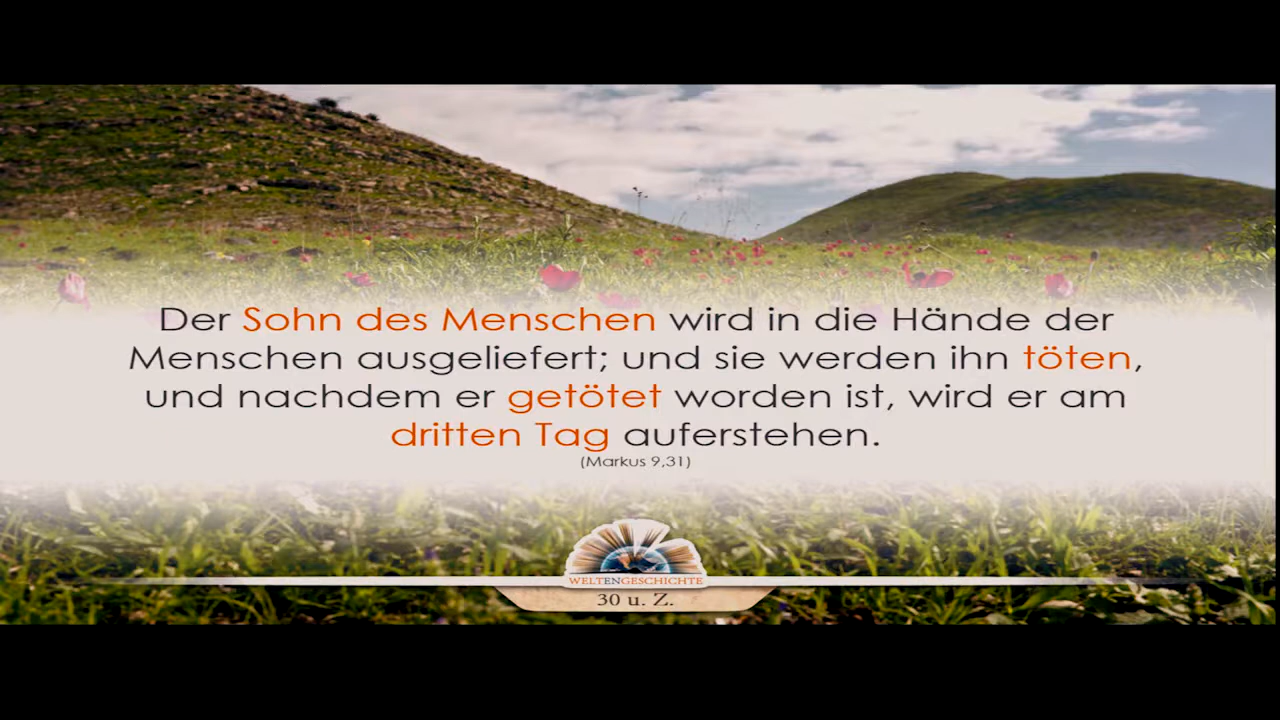 Der Sohn des Menschen wird in die Hände der
Menschen ausgeliefert; und sie werden ihn töten,
und nachdem er getötet worden ist, wird er am
dritten Tag auferstehen.
(Markus 9,31)
WELTENGESCHICHTE
30 u. Z.